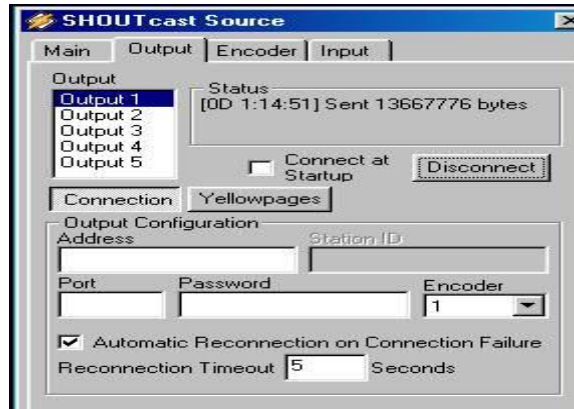 SHOUTcast Source
Main Output Encoder Input
Output
Output 1
Output 2
Output 3
Output 4
Output 5
Status
[0D 1:14:51] Sent 13667776 bytes
Connect at
Startup
Disconnect
Connection Yellowpages
Output Configuration
Address Station ID
Port Password Encoder
1
Automatic Reconnection on Connection Failure
Reconnection Timeout 5 Seconds